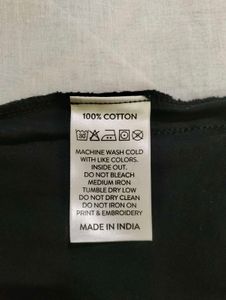 100% COTTON
MACHINE WASH COLD
WITH LIKE COLORS.
INSIDE OUT.
DO NOT BLEACH
MEDIUM IRON
TUMBLE DRY LOW
DO NOT DRY CLEAN
DO NOT IRON ON
PRINT & EMBROIDERY
MADE IN INDIA